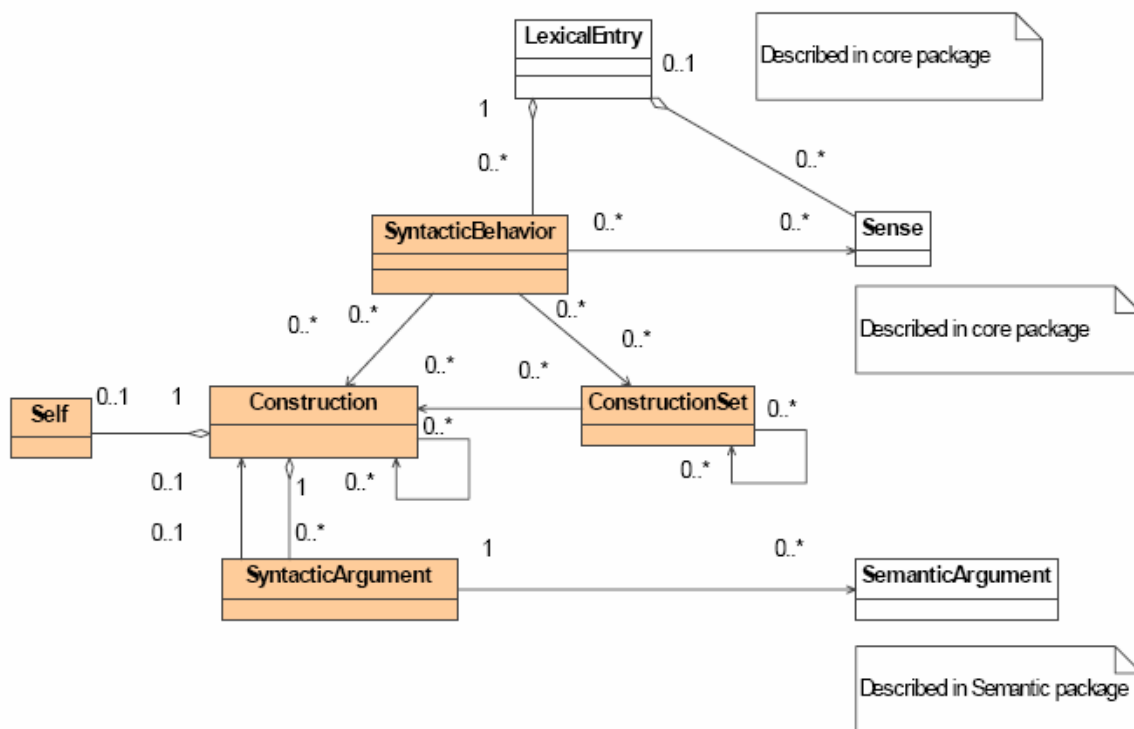 LexicalEntry
Described in core package
0..1
1
0..*
0..*
SyntacticBehavior
0..*
0..*
Sense
Described in core package
0..*
0..*
0..*
0..*
0..*
0..*
0..1
1
Self
Construction
0..*
ConstructionSet
0..*
0..*
0..*
0..1
1
0..1
0..*
1
0..*
SyntacticArgument
SemanticArgument
Described in Semantic package